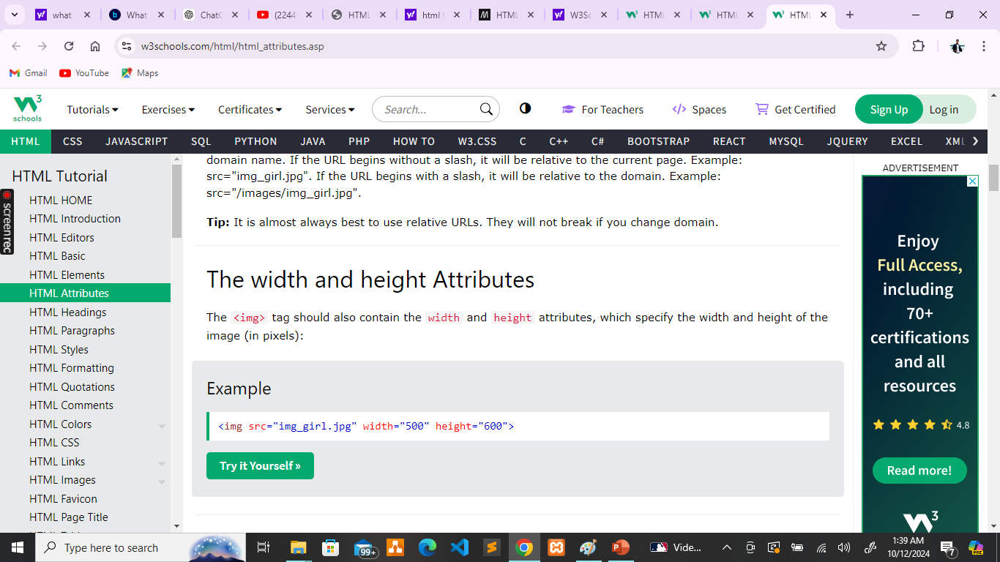 what
What
ChatG
(2244
HTML
html t
HTML
W3Sc
HTML
HTML
HTML
w3schools.com/html/html_attributes.asp
Gmail
YouTube
Maps
W 3
schools
Tutorials
Exercises
Certificates
Services
Search...
For Teachers
Spaces
Get Certified
Sign Up
Log in
HTML CSS JAVASCRIPT SQL PYTHON JAVA PHP HOW TO W3.CSS C C++ C# BOOTSTRAP REACT MYSQL JQUERY EXCEL XML
HTML Tutorial
HTML HOME
HTML Introduction
HTML Editors
HTML Basic
HTML Elements
HTML Attributes
HTML Headings
HTML Paragraphs
HTML Styles
HTML Formatting
HTML Quotations
HTML Comments
HTML Colors
HTML CSS
HTML Links
HTML Images
HTML Favicon
HTML Page Title
screenrec
domain name. If the URL begins without a slash, it will be relative to the current page. Example:
src="img_girl.jpg". If the URL begins with a slash, it will be relative to the domain. Example:
src="/images/img_girl.jpg".
Tip: It is almost always best to use relative URLs. They will not break if you change domain.
The width and height Attributes
The <img> tag should also contain the width and height attributes, which specify the width and height of the
image (in pixels):
Example
<img src="img_girl.jpg" width="500" height="600">
Try it Yourself »
ADVERTISEMENT
Enjoy
Full Access,
including
70+
certifications
and all
resources
4.8
Read more!
W 3
Type here to search
99+
Vide...
1:39 AM
10/12/2024
7
PRE